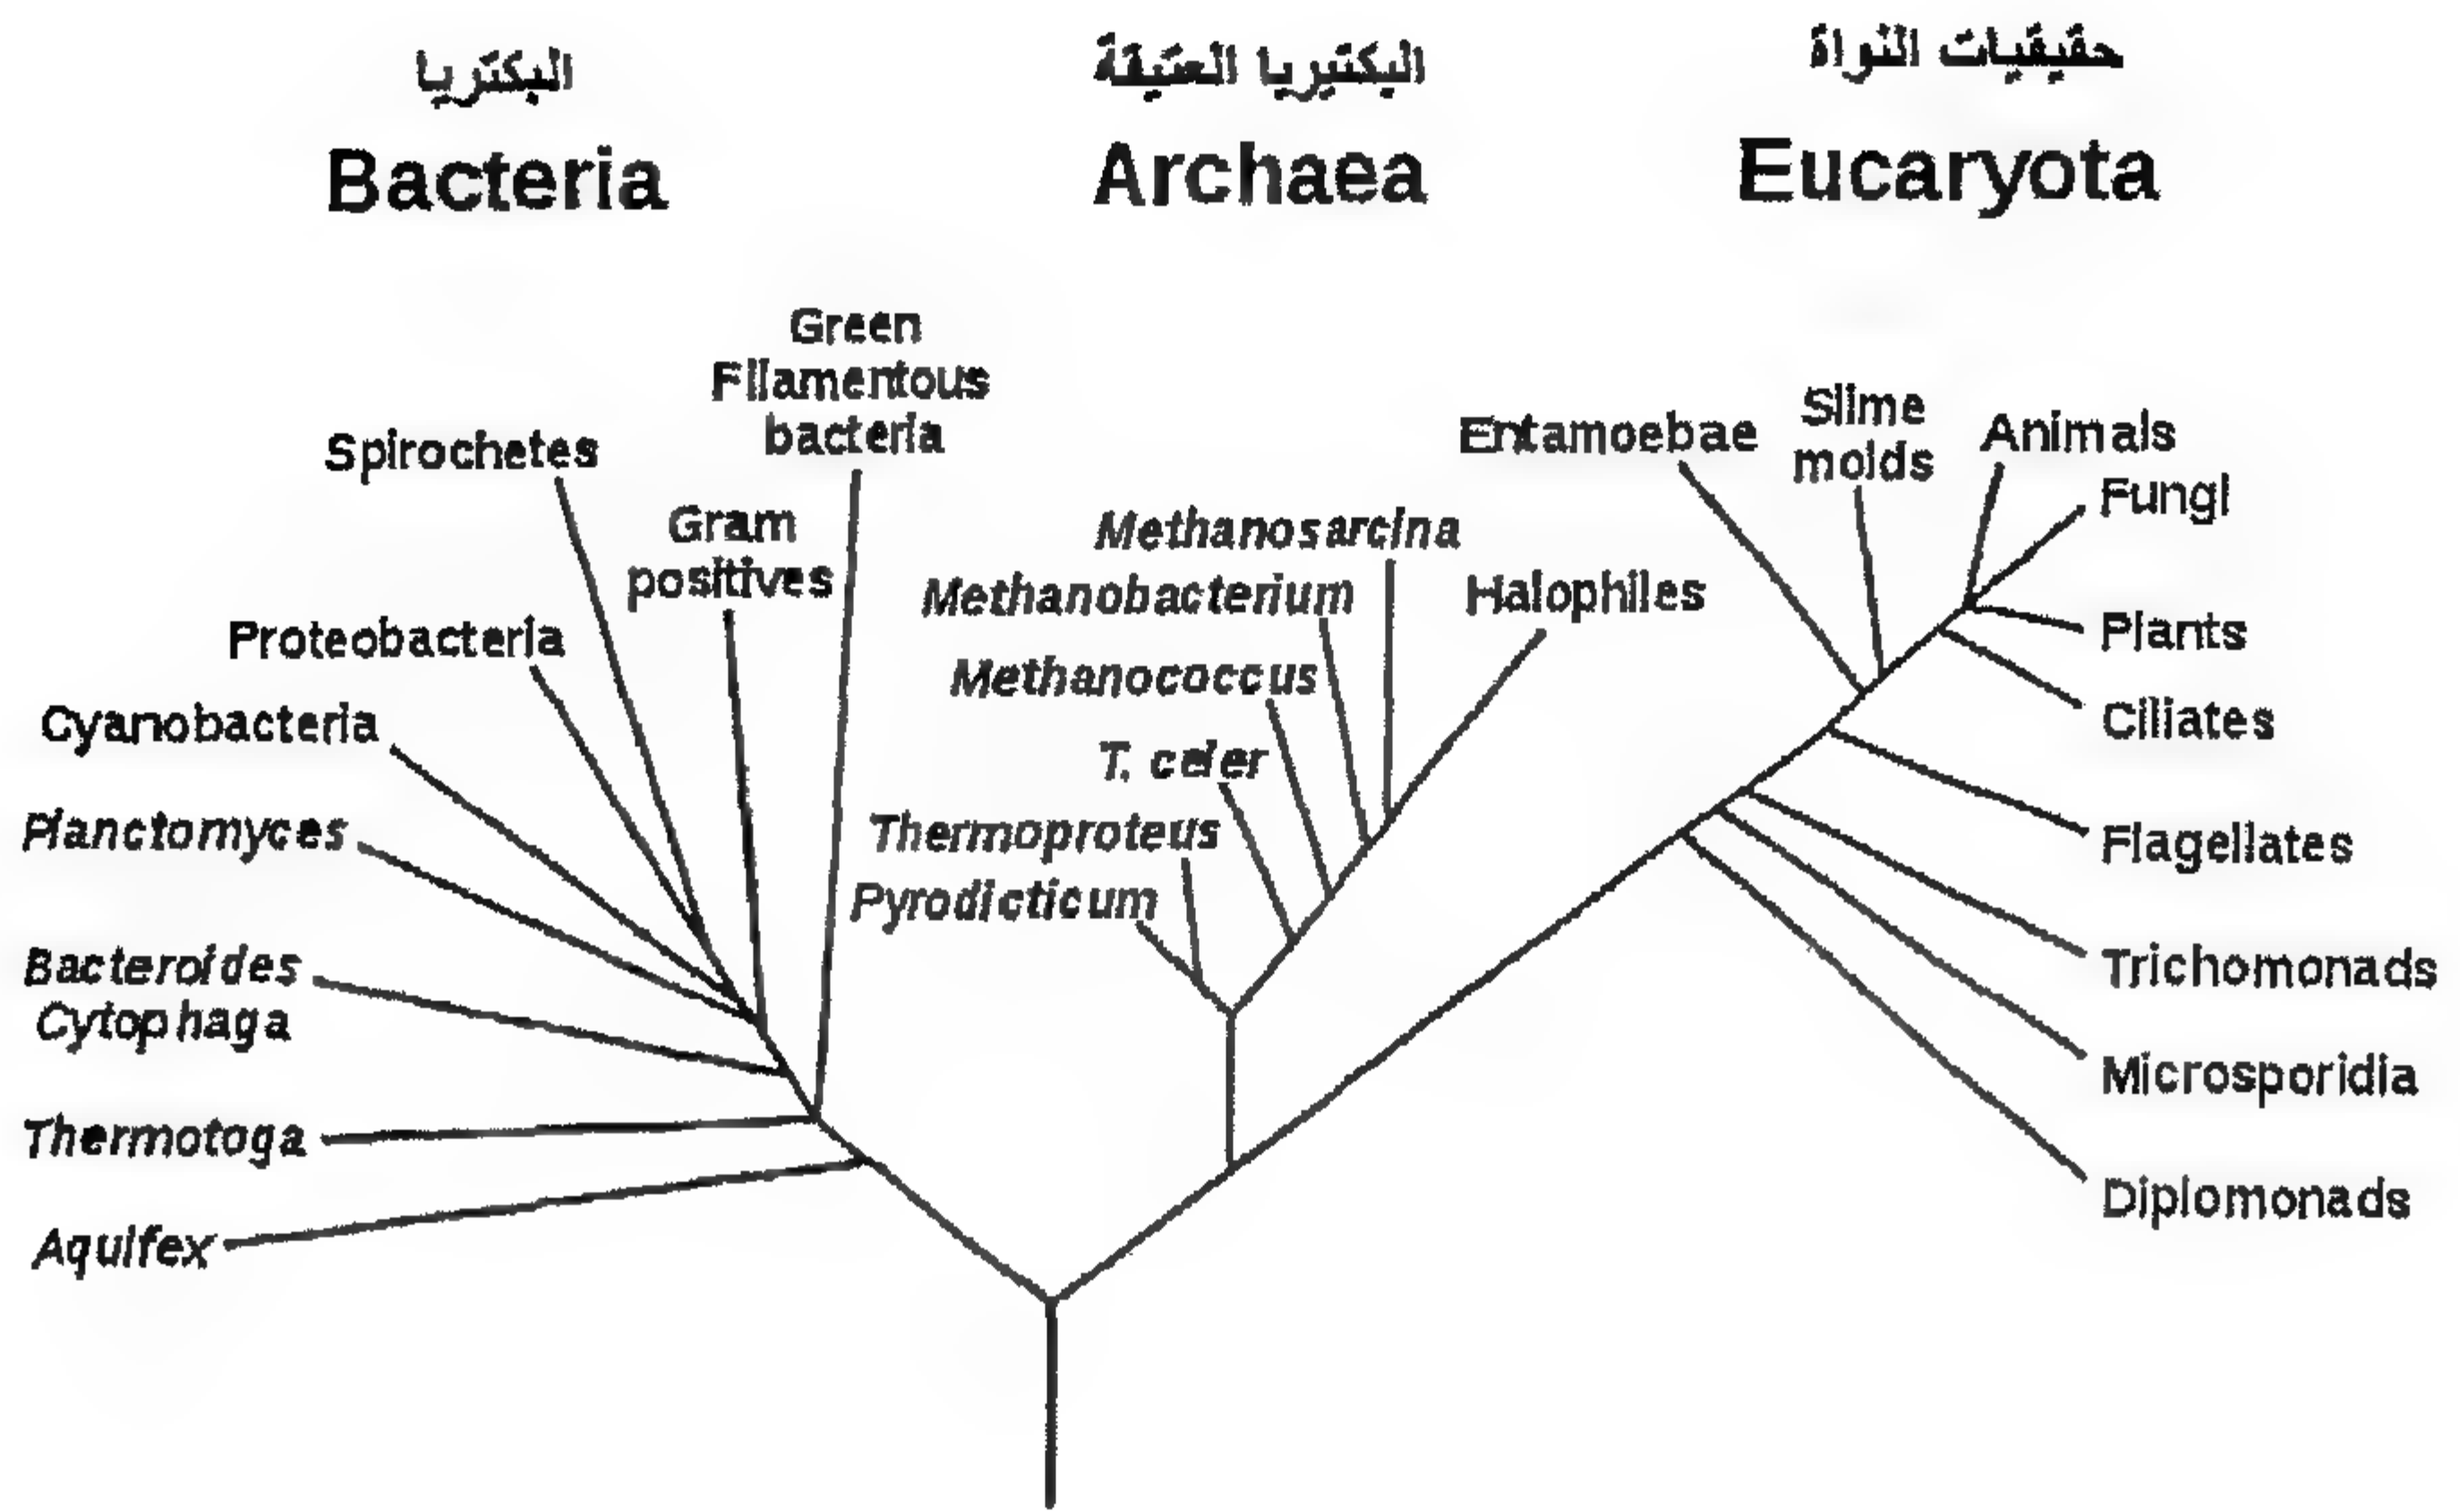 البكتريا
Bacteria
البكتيريا العتيقة
Archaea
حقيقيات النواة
Eucaryota
Green
Filamentous
bacteria
Spirochetes
Gram
positives
Proteobacteria
Cyanobacteria
Planctomyces
Bacteroides
Cytophaga
Thermotoga
Aquifex
Methanosarcina
Methanobacterium
Halophiles
Methanococcus
T. celer
Thermoproteus
Pyrodicticum
Entamoebae
Slime
molds
Animals
Fungi
Plants
Ciliates
Flagellates
Trichomonads
Microsporidia
Diplomonads